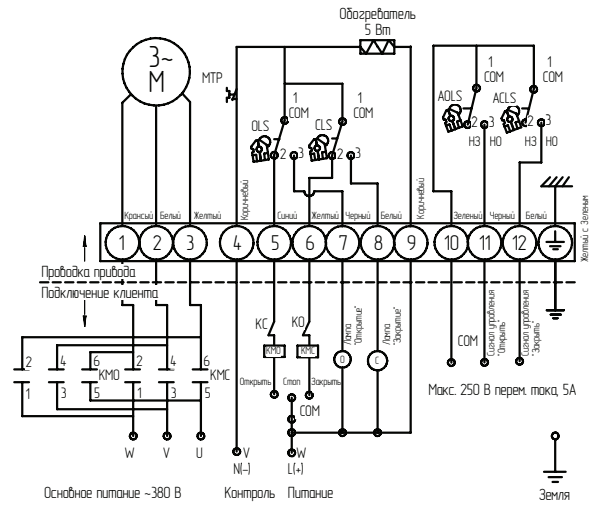 Обогреватель
5 Вт
3~
М
МТР
1
COM
1
COM
1
COM
1
COM
OLS
CLS
AOLS
ACLS
2 3
2 3
2 3
2 3
НЗ НО
НЗ НО
Крансый
Белый
Желтый
Коричневый
Синий
Желтый
Черный
Белый
Коричневый
Зеленый
Черный
Белый
Желтый с Зеленым
1 2 3 4 5 6 7 8 9 10 11 12
Проводка привода
Подключение клиента
КС
КО
КМО
КМС
Лампа "Открытие"
Лампа "Закрытие"
О
С
COM
Сигнал управления "Открыть"
Сигнал управления "Закрыть"
2 4 6 2 4 6
КМО
КМС
1 3 5 1 3 5
Открыть
Стоп
Закрыть
COM
Макс. 250 В перем. тока, 5А
W V U
V
N(-)
W
L(+)
Основное питание ~380 В
Контроль Питание
Земля